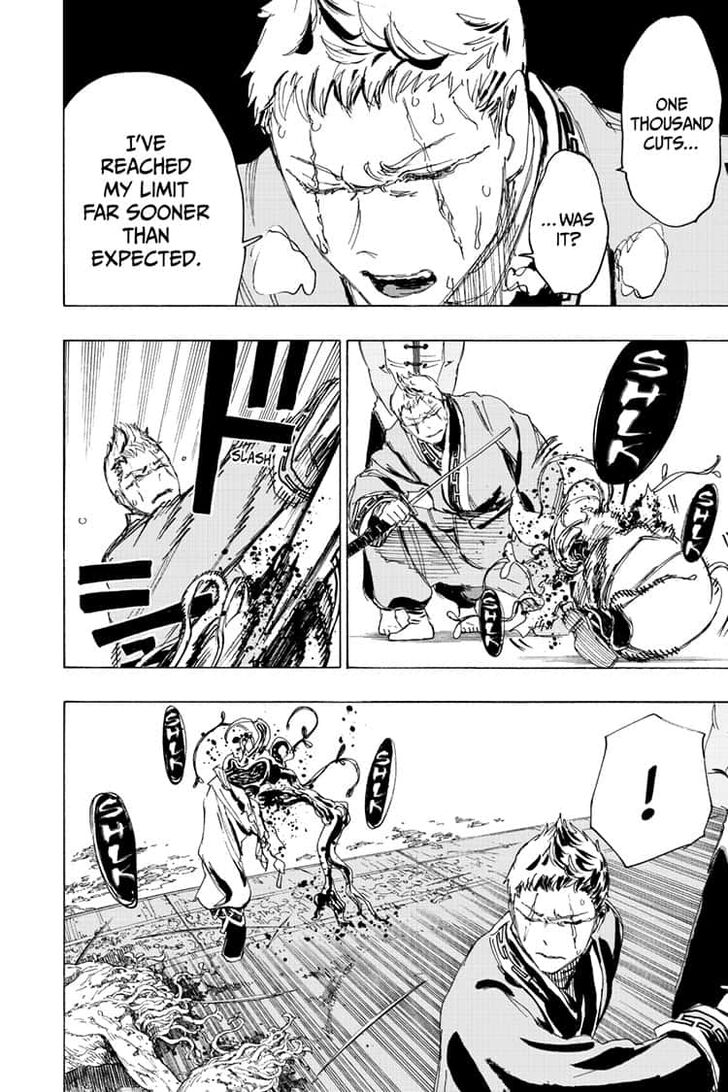 ONE
THOUSAND
CUTS...
...WAS
IT?
I'VE
REACHED
MY LIMIT
FAR SOONER
THAN
EXPECTED.
SHLK
SHLK
SHLK
SLASH
!
SHLK
SHLK
SHLK